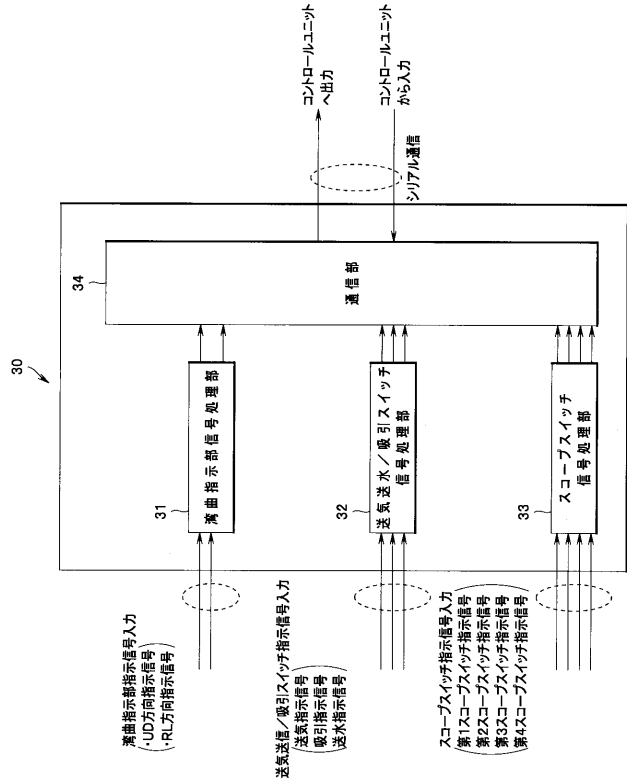 30
湾曲指示部指示信号入力
・UD方向指示信号
・RL方向指示信号
31
湾曲指示部信号処理部
送気送信/吸引スイッチ指示信号入力
送気指示信号
吸引指示信号
送水指示信号
32
送気送水/吸引スイッチ
信号処理部
スコープスイッチ指示信号入力
第1スコープスイッチ指示信号
第2スコープスイッチ指示信号
第3スコープスイッチ指示信号
第4スコープスイッチ指示信号
33
スコープスイッチ
信号処理部
34
通信部
コントロールユニット
へ出力
コントロールユニット
から入力
シリアル通信